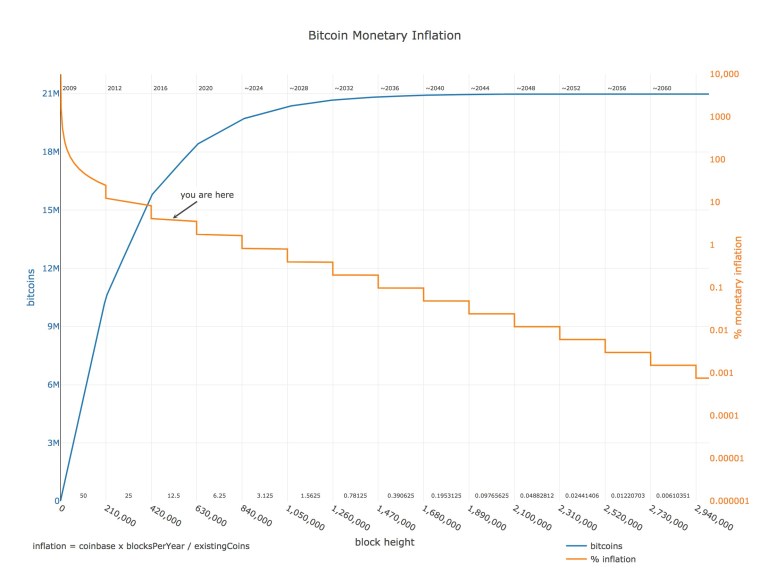 Bitcoin Monetary Inflation
2009 2012 2016 2020 ~2024 ~2028 ~2032 ~2036 ~2040 ~2044 ~2048 ~2052 ~2056 ~2060
21M
18M
15M
12M
9M
6M
3M
0
bitcoins
you are here
10,000
1000
100
10
1
0.1
0.01
0.001
0.0001
0.00001
0.000001
% monetary inflation
50 25 12.5 6.25 3.125 1.5625 0.78125 0.390625 0.1953125 0.09765625 0.04882812 0.02441406 0.01220703 0.00610351
0 210,000 420,000 630,000 840,000 1,050,000 1,260,000 1,470,000 1,680,000 1,890,000 2,100,000 2,310,000 2,520,000 2,730,000 2,940,000
block height
inflation = coinbase x blocksPerYear / existingCoins
bitcoins
% inflation